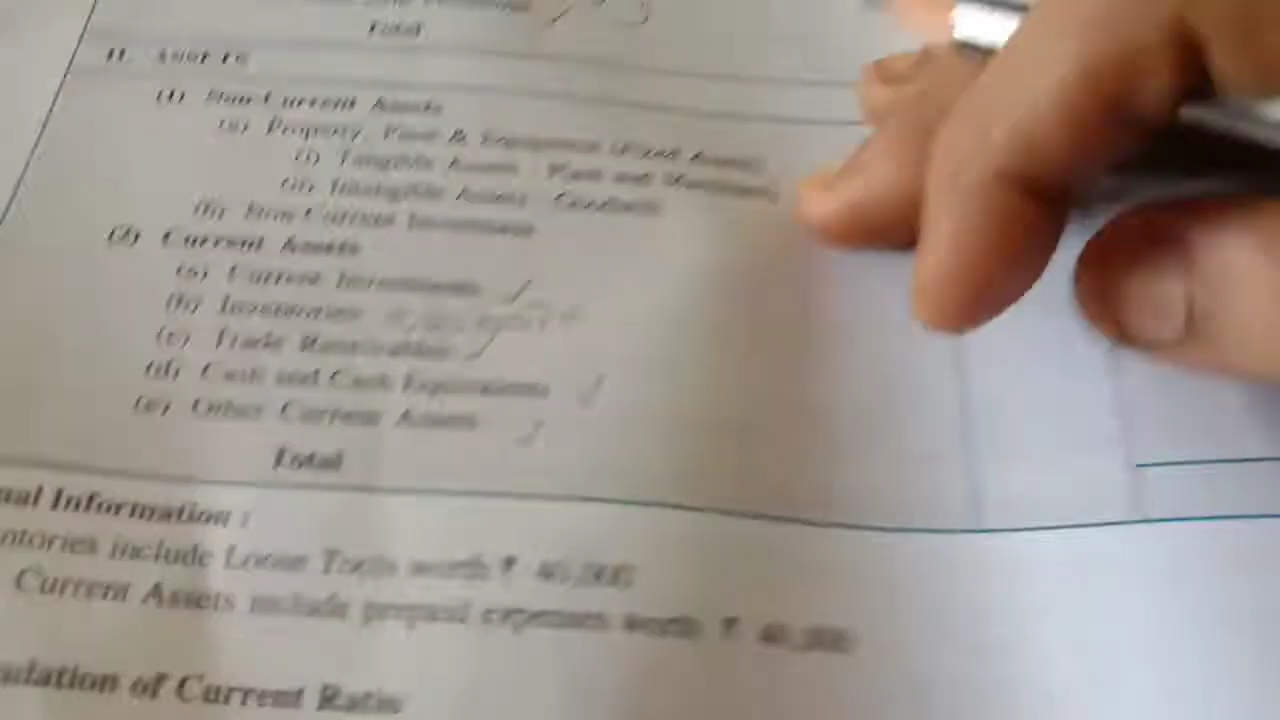 Total
II. ASSETS
(1) Non-Current Assets
(a) Property, Plant & Equipment (Fixed Assets)
(i) Tangible Assets : Plant and Machinery
(ii) Intangible Assets : Goodwill
(b) Non-Current Investments
(2) Current Assets
(a) Current Investments
(b) Inventories
(c) Trade Receivables
(d) Cash and Cash Equivalents
(e) Other Current Assets
Total
nal Information :
ntories include Loose Tools worth ₹
Current Assets include prepaid expenses worth ₹
ulation of Current Ratio